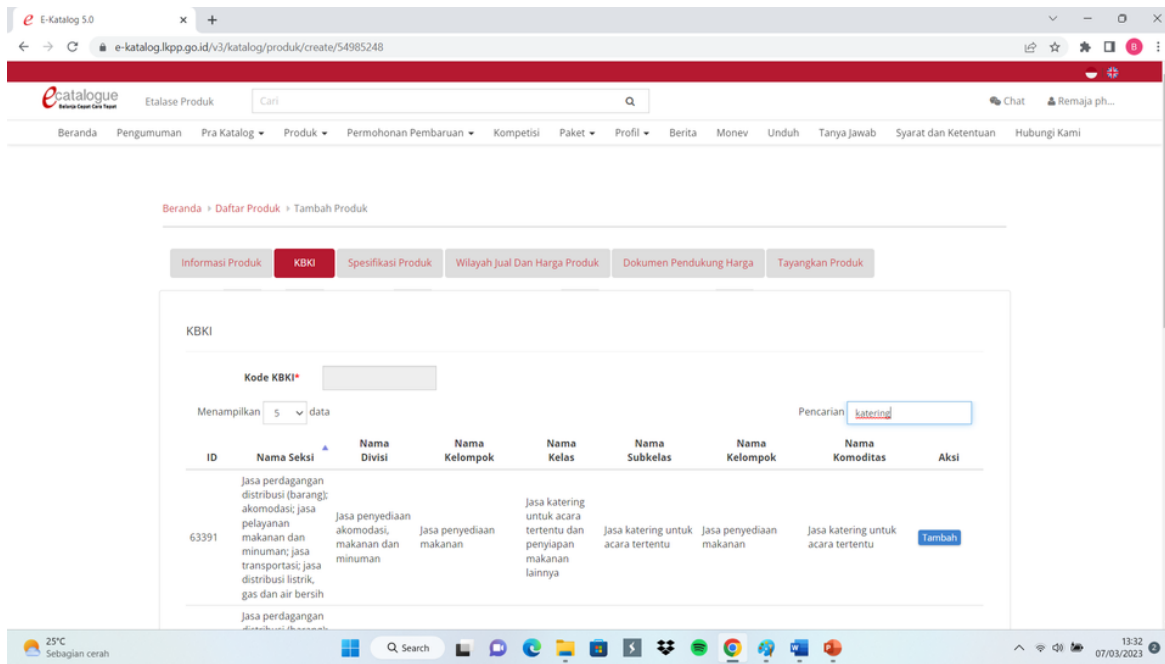 E-Katalog 5.0
e-katalog.lkpp.go.id/v3/katalog/produk/create/54985248
B
ecatalogue
Belanja Cepat Cara Tepat
Etalase Produk
Cari
Chat
Remaja ph...
Beranda Pengumuman Pra Katalog Produk Permohonan Pembaruan Kompetisi Paket Profil Berita Monev Unduh Tanya Jawab Syarat dan Ketentuan Hubungi Kami
Beranda Daftar Produk Tambah Produk
Informasi Produk KBKI Spesifikasi Produk Wilayah Jual Dan Harga Produk Dokumen Pendukung Harga Tayangkan Produk
KBKI
Kode KBKI*
Menampilkan 5 data
Pencarian katering
ID
Nama Seksi
Nama
Divisi
Nama
Kelompok
Nama
Kelas
Nama
Subkelas
Nama
Kelompok
Nama
Komoditas
Aksi
63391
Jasa perdagangan
distribusi (barang);
akomodasi; jasa
pelayanan
makanan dan
minuman; jasa
transportasi; jasa
distribusi listrik,
gas dan air bersih
Jasa penyediaan
akomodasi,
makanan dan
minuman
Jasa penyediaan
makanan
Jasa katering
untuk acara
tertentu dan
penyiapan
makanan
lainnya
Jasa katering untuk
acara tertentu
Jasa penyediaan
makanan
Jasa katering untuk
acara tertentu
Tambah
Jasa perdagangan
25°C
Sebagian cerah
Search
13:32
07/03/2023
2